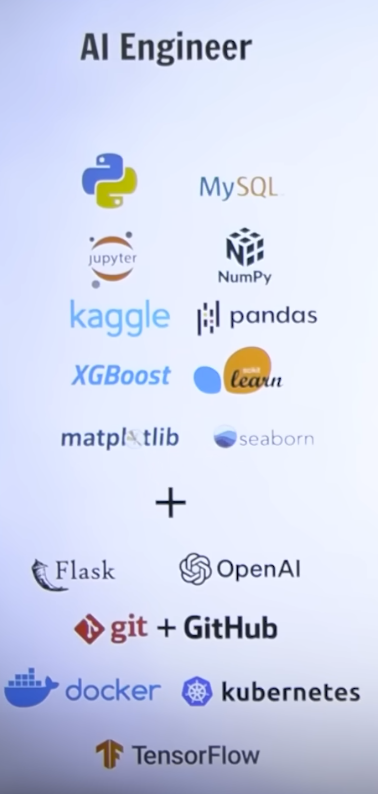 AI Engineer
MySQL
jupyter
NumPy
kaggle pandas
XGBoost learn
matplotlib seaborn
+
Flask OpenAI
git + GitHub
docker kubernetes
TensorFlow